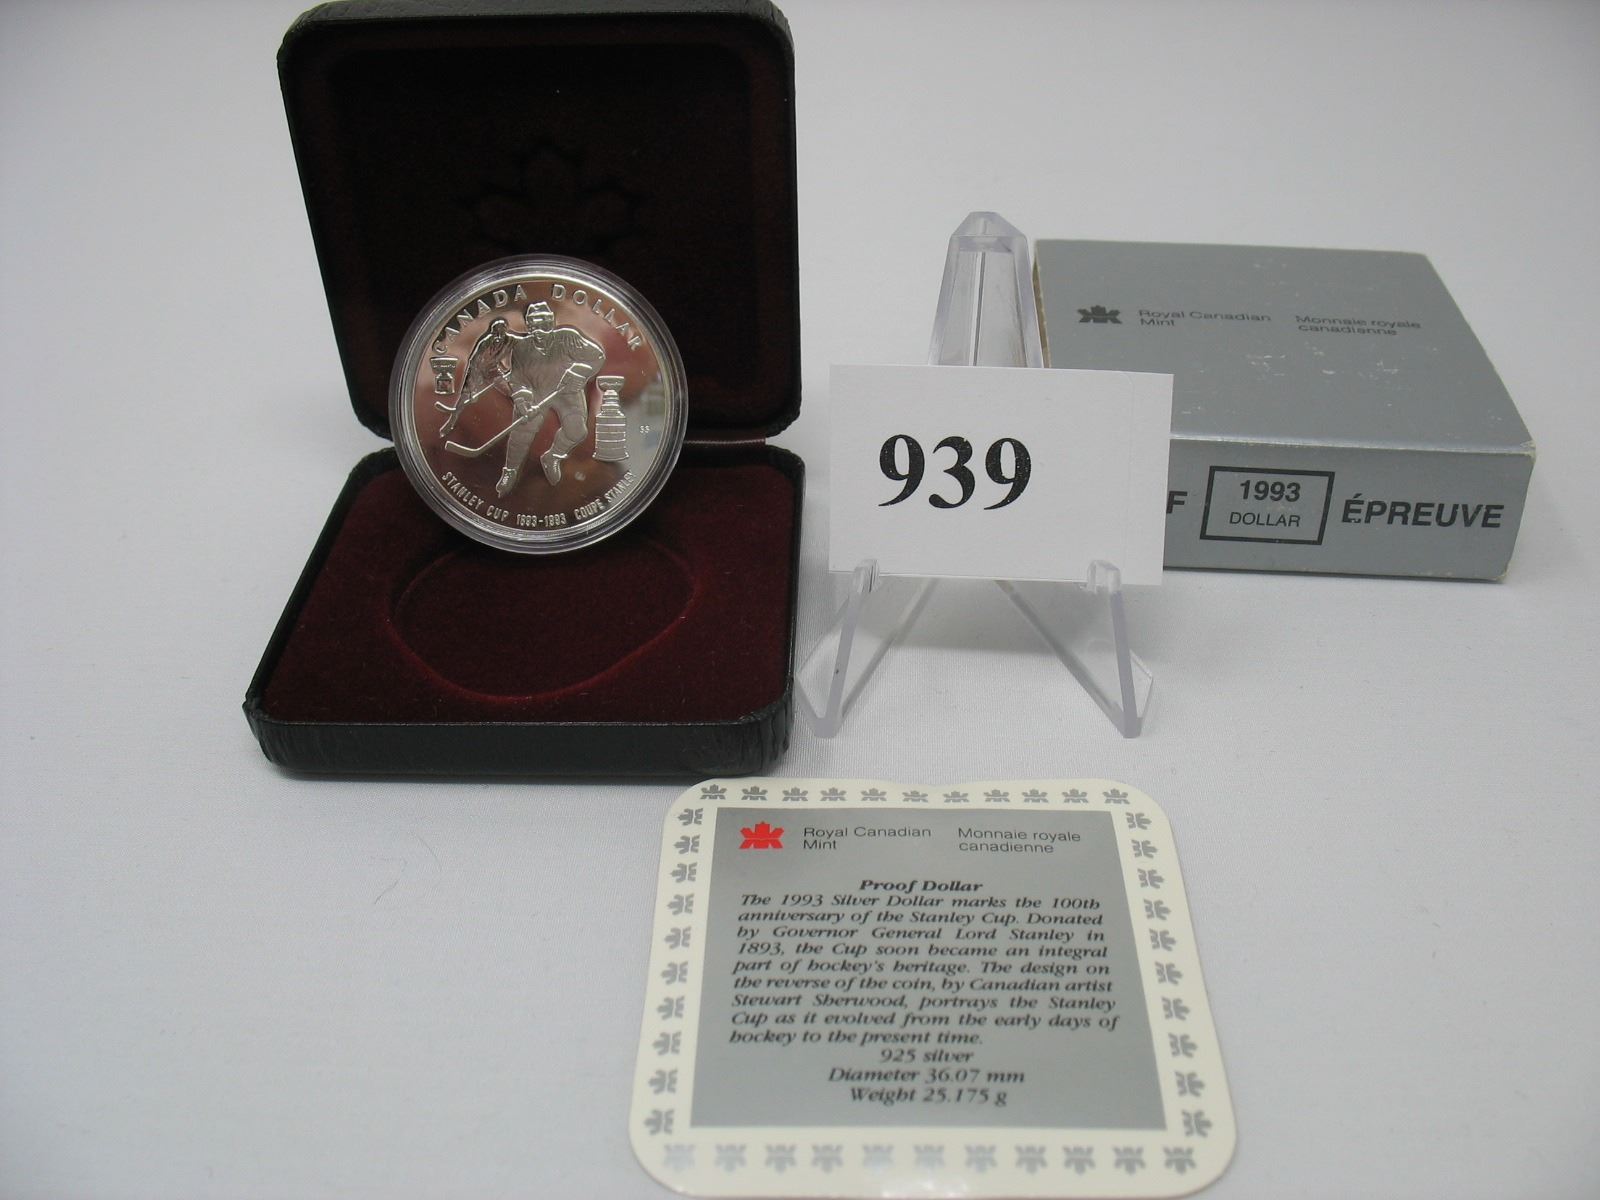 CANADA DOLLAR
SS
STANLEY CUP 1893-1993 COUPE STANLEY
939
Royal Canadian Mint
Monnaie royale canadienne
F
1993
DOLLAR
ÉPREUVE
Royal Canadian
Mint
Monnaie royale
canadienne
Proof Dollar
The 1993 Silver Dollar marks the 100th
anniversary of the Stanley Cup. Donated
by Governor General Lord Stanley in
1893, the Cup soon became an integral
part of hockey's heritage. The design on
the reverse of the coin, by Canadian artist
Stewart Sherwood, portrays the Stanley
Cup as it evolved from the early days of
hockey to the present time.
925 silver
Diameter 36.07 mm
Weight 25.175 g